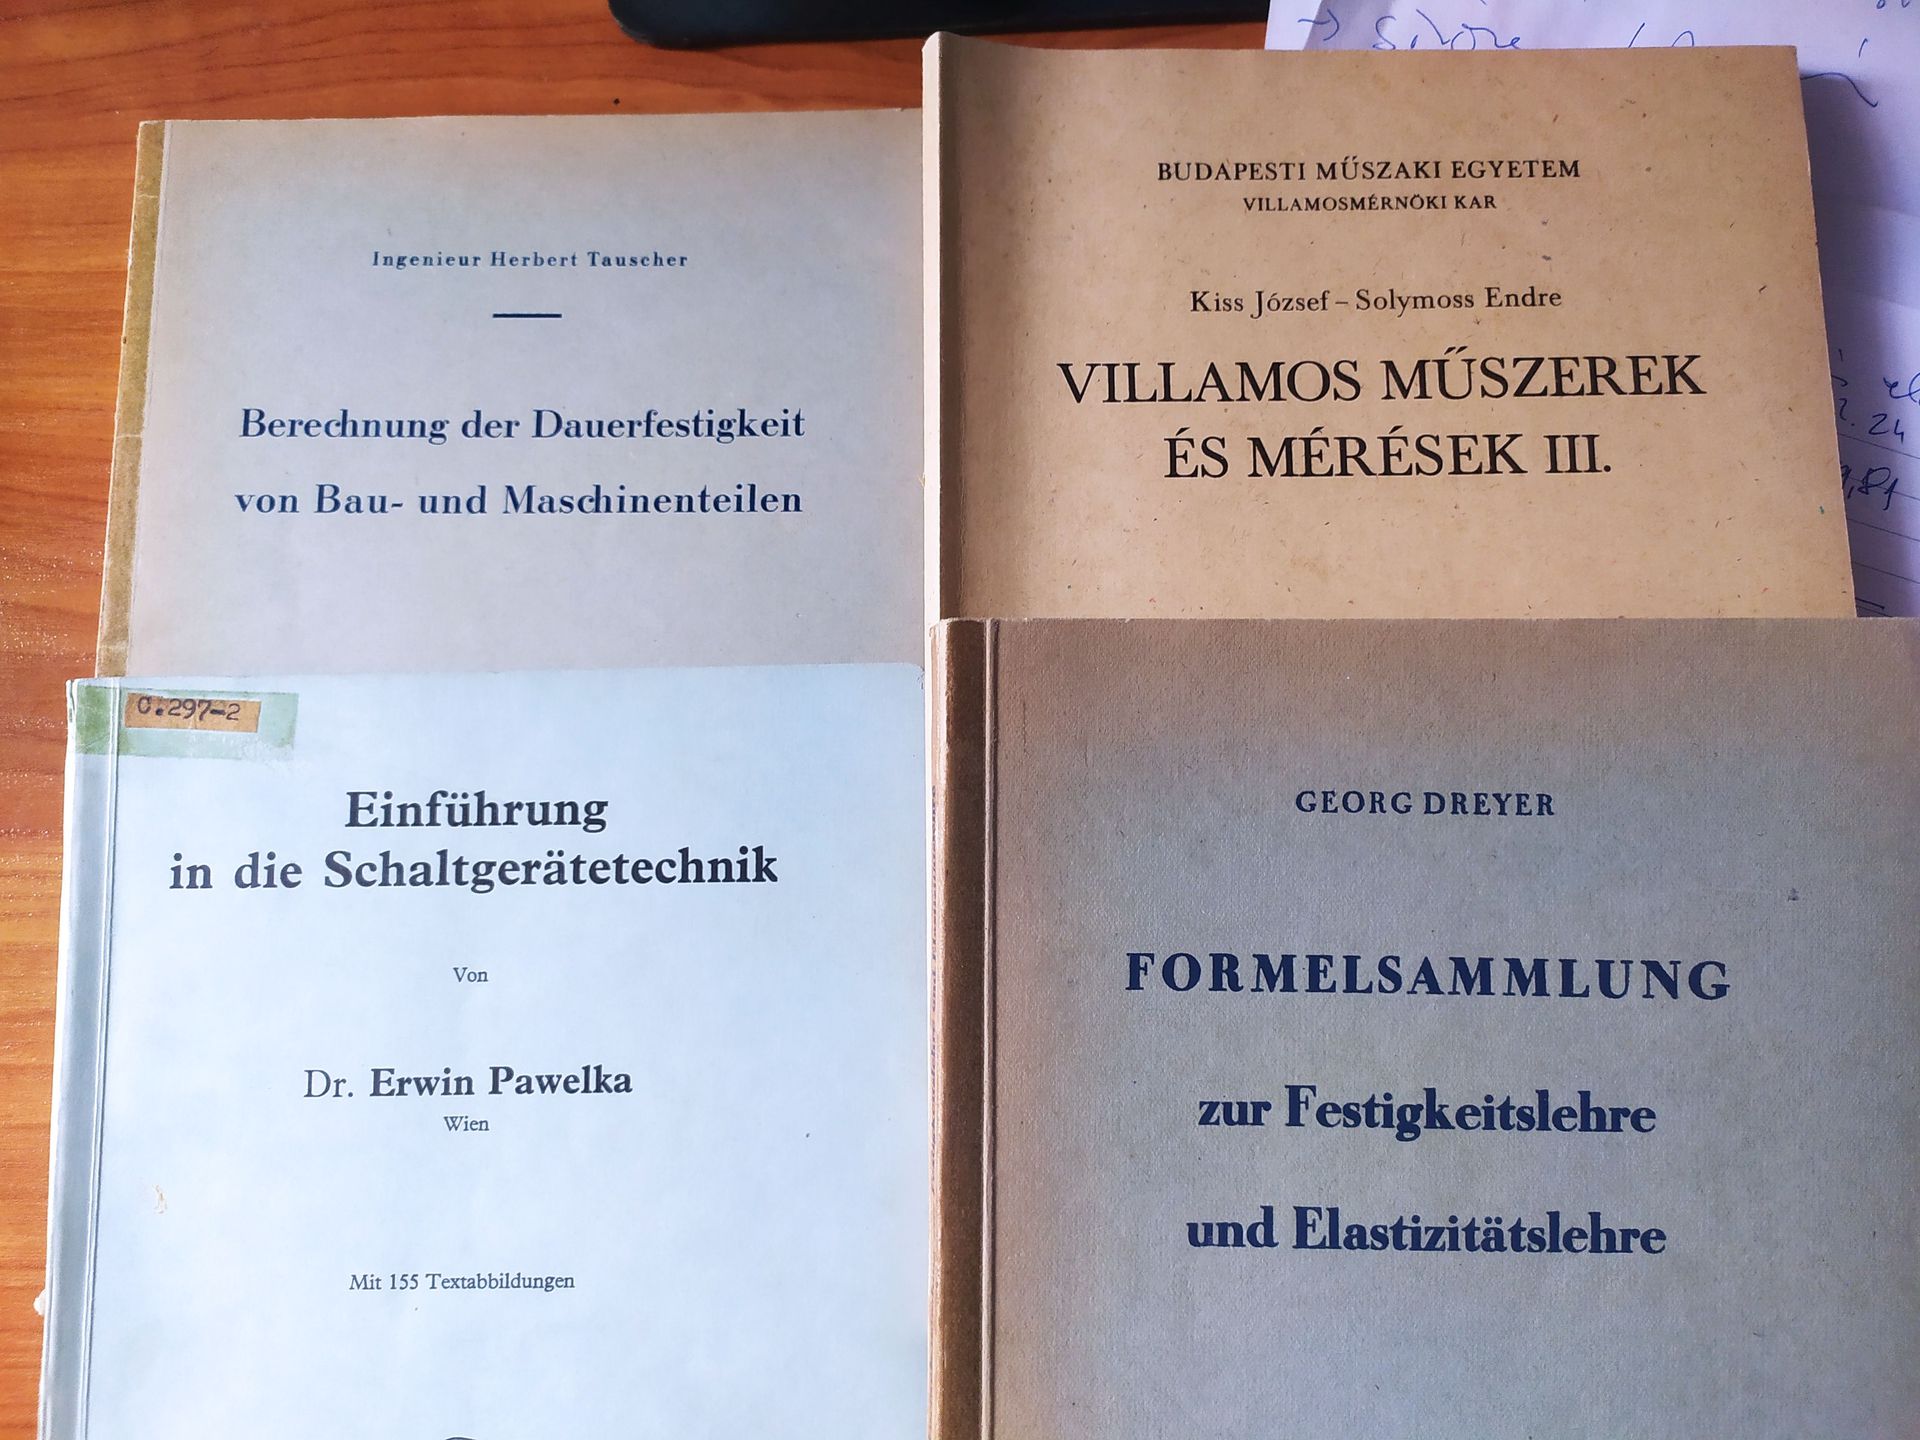 Ingenieur Herbert Tauscher
Berechnung der Dauerfestigkeit
von Bau- und Maschinenteilen
BUDAPESTI MŰSZAKI EGYETEM
VILLAMOSMÉRNÖKI KAR
Kiss József – Solymoss Endre
VILLAMOS MŰSZEREK
ÉS MÉRÉSEK III.
0.297-2
Einführung
in die Schaltgerätetechnik
Von
Dr. Erwin Pawelka
Wien
Mit 155 Textabbildungen
GEORG DREYER
FORMELSAMMLUNG
zur Festigkeitslehre
und Elastizitätslehre
24